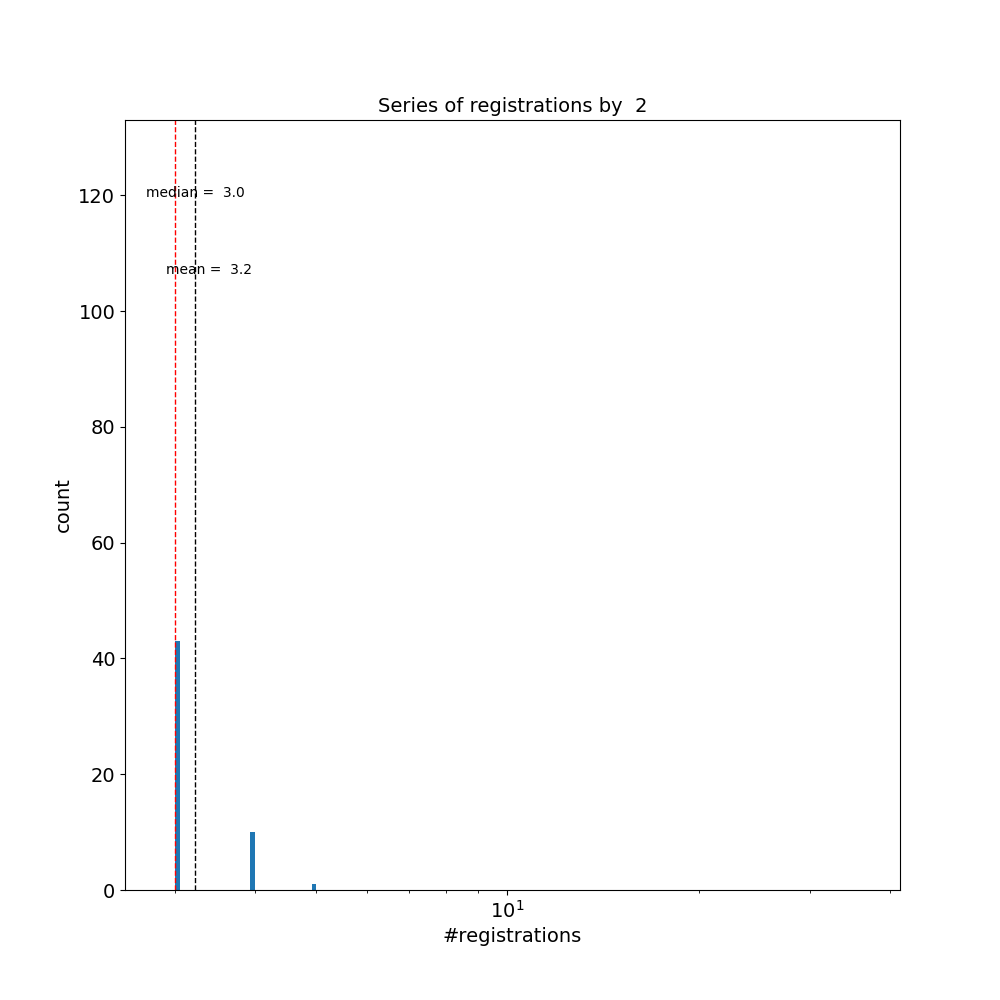 Series of registrations by  2
median =  3.0
mean =  3.2
120
100
80
60
40
20
0
count
10¹
#registrations